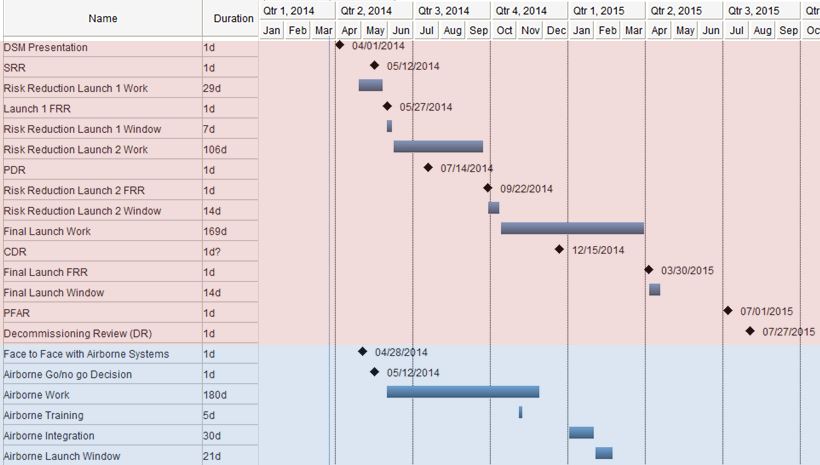 Name Duration Qtr 1, 2014 Qtr 2, 2014 Qtr 3, 2014 Qtr 4, 2014 Qtr 1, 2015 Qtr 2, 2015 Qtr 3, 2015 Qtr
Jan Feb Mar Apr May Jun Jul Aug Sep Oct Nov Dec Jan Feb Mar Apr May Jun Jul Aug Sep Oc
DSM Presentation 1d 04/01/2014
SRR 1d 05/12/2014
Risk Reduction Launch 1 Work 29d
Launch 1 FRR 1d 05/27/2014
Risk Reduction Launch 1 Window 7d
Risk Reduction Launch 2 Work 106d
PDR 1d 07/14/2014
Risk Reduction Launch 2 FRR 1d 09/22/2014
Risk Reduction Launch 2 Window 14d
Final Launch Work 169d
CDR 1d? 12/15/2014
Final Launch FRR 1d 03/30/2015
Final Launch Window 14d
PFAR 1d 07/01/2015
Decommissioning Review (DR) 1d 07/27/2015
Face to Face with Airborne Systems 1d 04/28/2014
Airborne Go/no go Decision 1d 05/12/2014
Airborne Work 180d
Airborne Training 5d
Airborne Integration 30d
Airborne Launch Window 21d